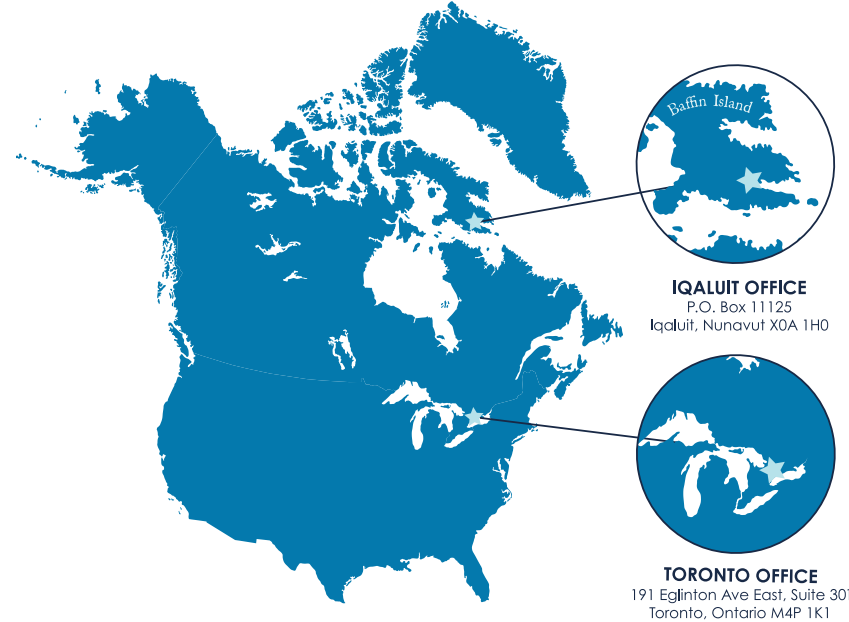 Baffin Island
IQALUIT OFFICE
P.O. Box 11125
Iqaluit, Nunavut X0A 1H0
TORONTO OFFICE
191 Eglinton Ave East, Suite 301
Toronto, Ontario M4P 1K1